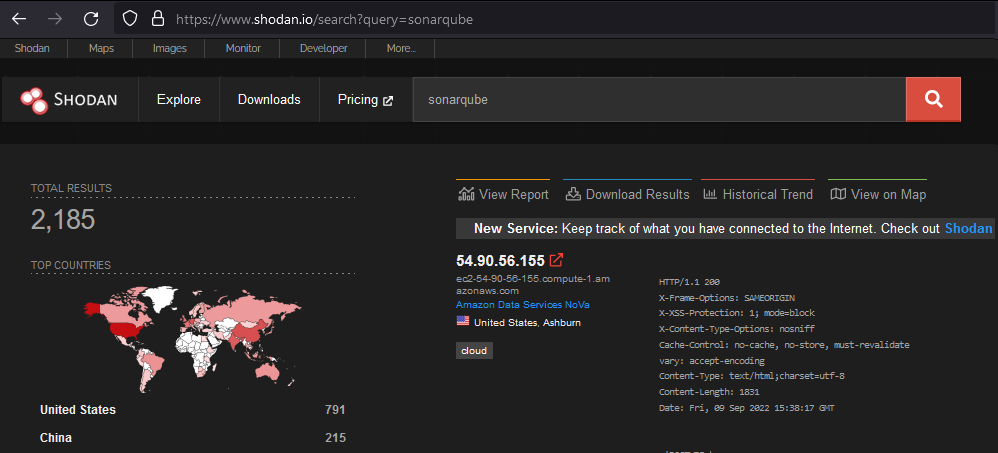 https://www.shodan.io/search?query=sonarqube
Shodan Maps Images Monitor Developer More...
SHODAN Explore Downloads Pricing sonarqube
TOTAL RESULTS
2,185
TOP COUNTRIES
United States 791
China 215
View Report Download Results Historical Trend View on Map
New Service: Keep track of what you have connected to the Internet. Check out Shodan
54.90.56.155
ec2-54-90-56-155.compute-1.am
azonaws.com
Amazon Data Services NoVa
United States, Ashburn
cloud
HTTP/1.1 200
X-Frame-Options: SAMEORIGIN
X-XSS-Protection: 1; mode=block
X-Content-Type-Options: nosniff
Cache-Control: no-cache, no-store, must-revalidate
vary: accept-encoding
Content-Type: text/html;charset=utf-8
Content-Length: 1831
Date: Fri, 09 Sep 2022 15:38:17 GMT